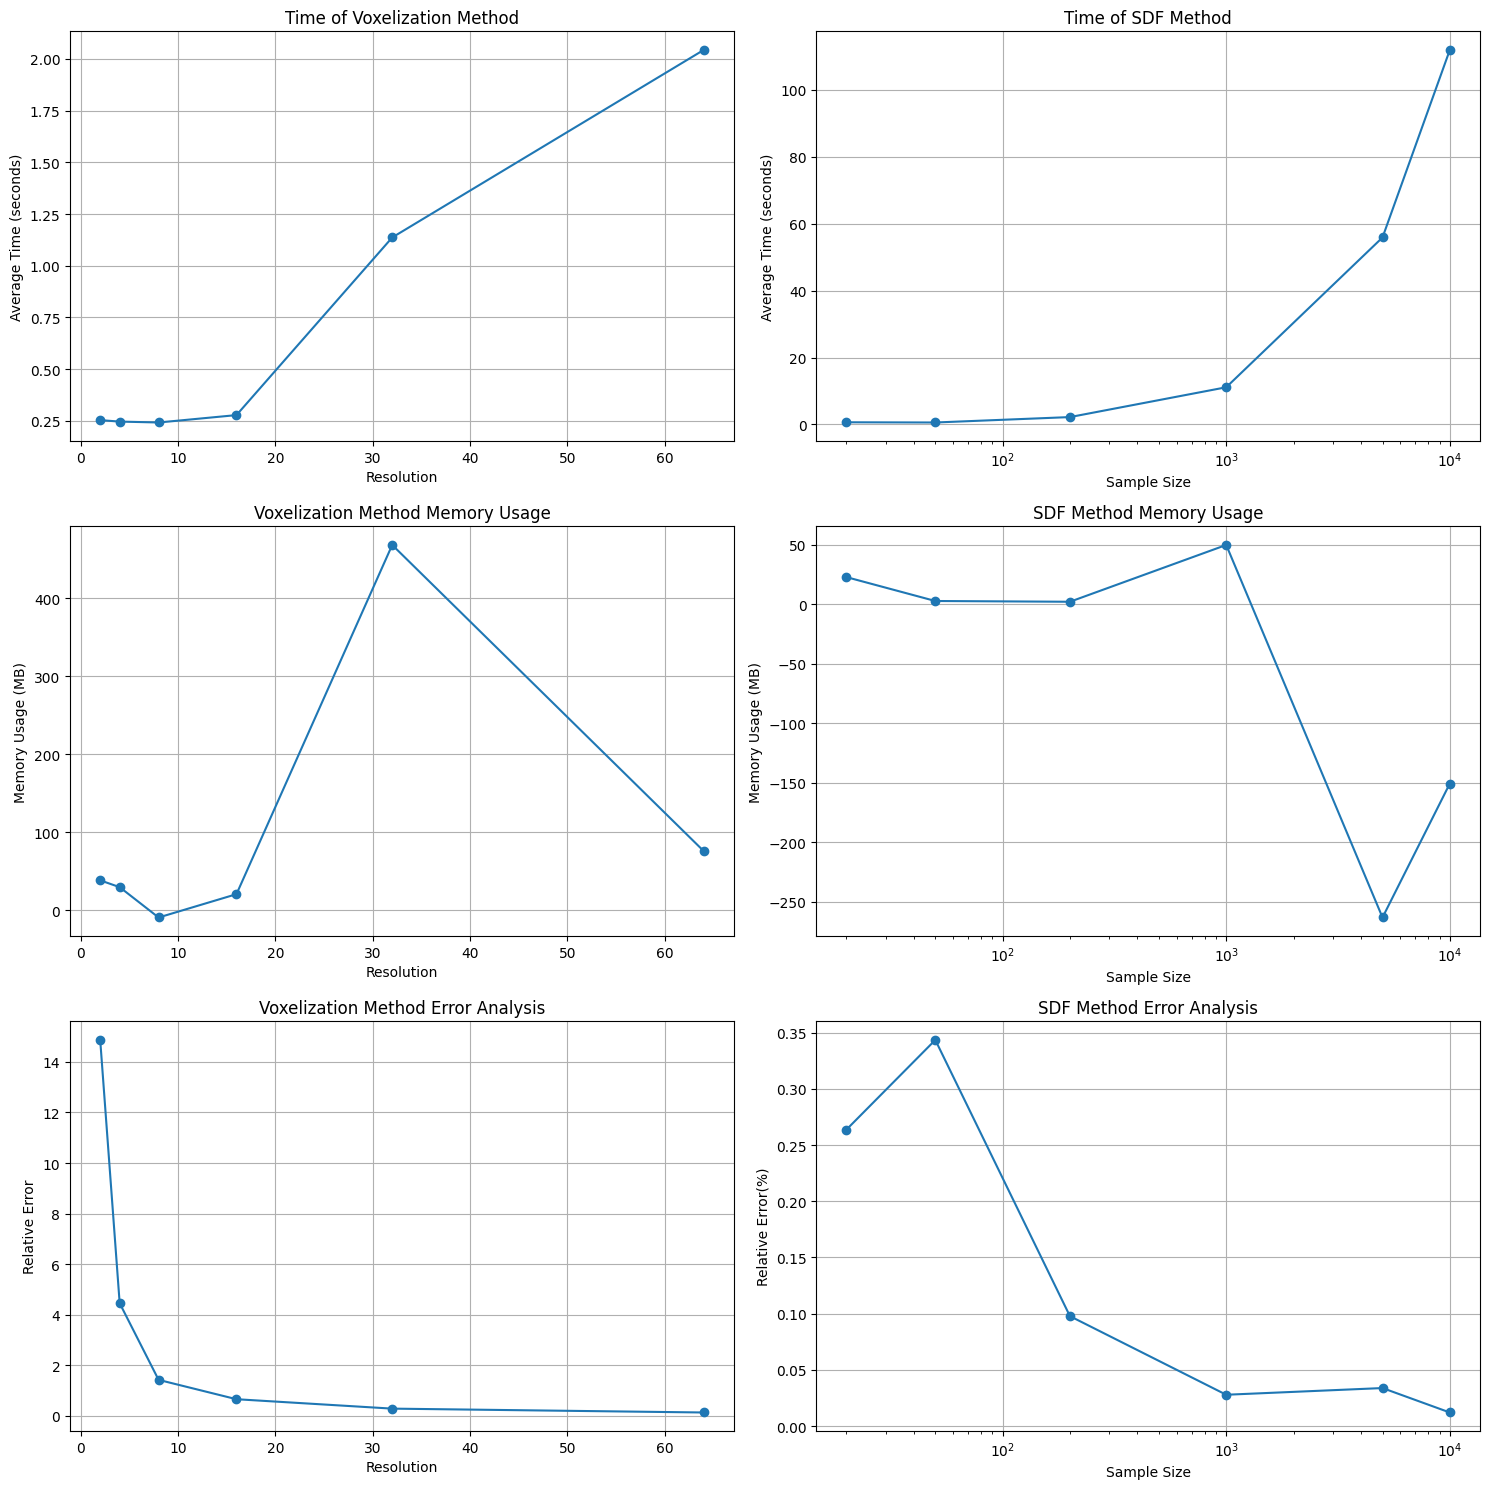 Time of Voxelization Method
Average Time (seconds)
2.00
1.75
1.50
1.25
1.00
0.75
0.50
0.25
0 10 20 30 40 50 60
Resolution
Time of SDF Method
Average Time (seconds)
100
80
60
40
20
0
10² 10³ 10⁴
Sample Size
Voxelization Method Memory Usage
Memory Usage (MB)
400
300
200
100
0
0 10 20 30 40 50 60
Resolution
SDF Method Memory Usage
Memory Usage (MB)
50
0
−50
−100
−150
−200
−250
10² 10³ 10⁴
Sample Size
Voxelization Method Error Analysis
Relative Error
14
12
10
8
6
4
2
0
0 10 20 30 40 50 60
Resolution
SDF Method Error Analysis
Relative Error(%)
0.35
0.30
0.25
0.20
0.15
0.10
0.05
0.00
10² 10³ 10⁴
Sample Size